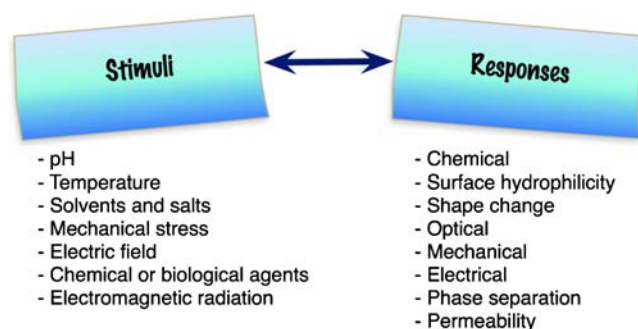 Stimuli
- pH
- Temperature
- Solvents and salts
- Mechanical stress
- Electric field
- Chemical or biological agents
- Electromagnetic radiation
Responses
- Chemical
- Surface hydrophilicity
- Shape change
- Optical
- Mechanical
- Electrical
- Phase separation
- Permeability